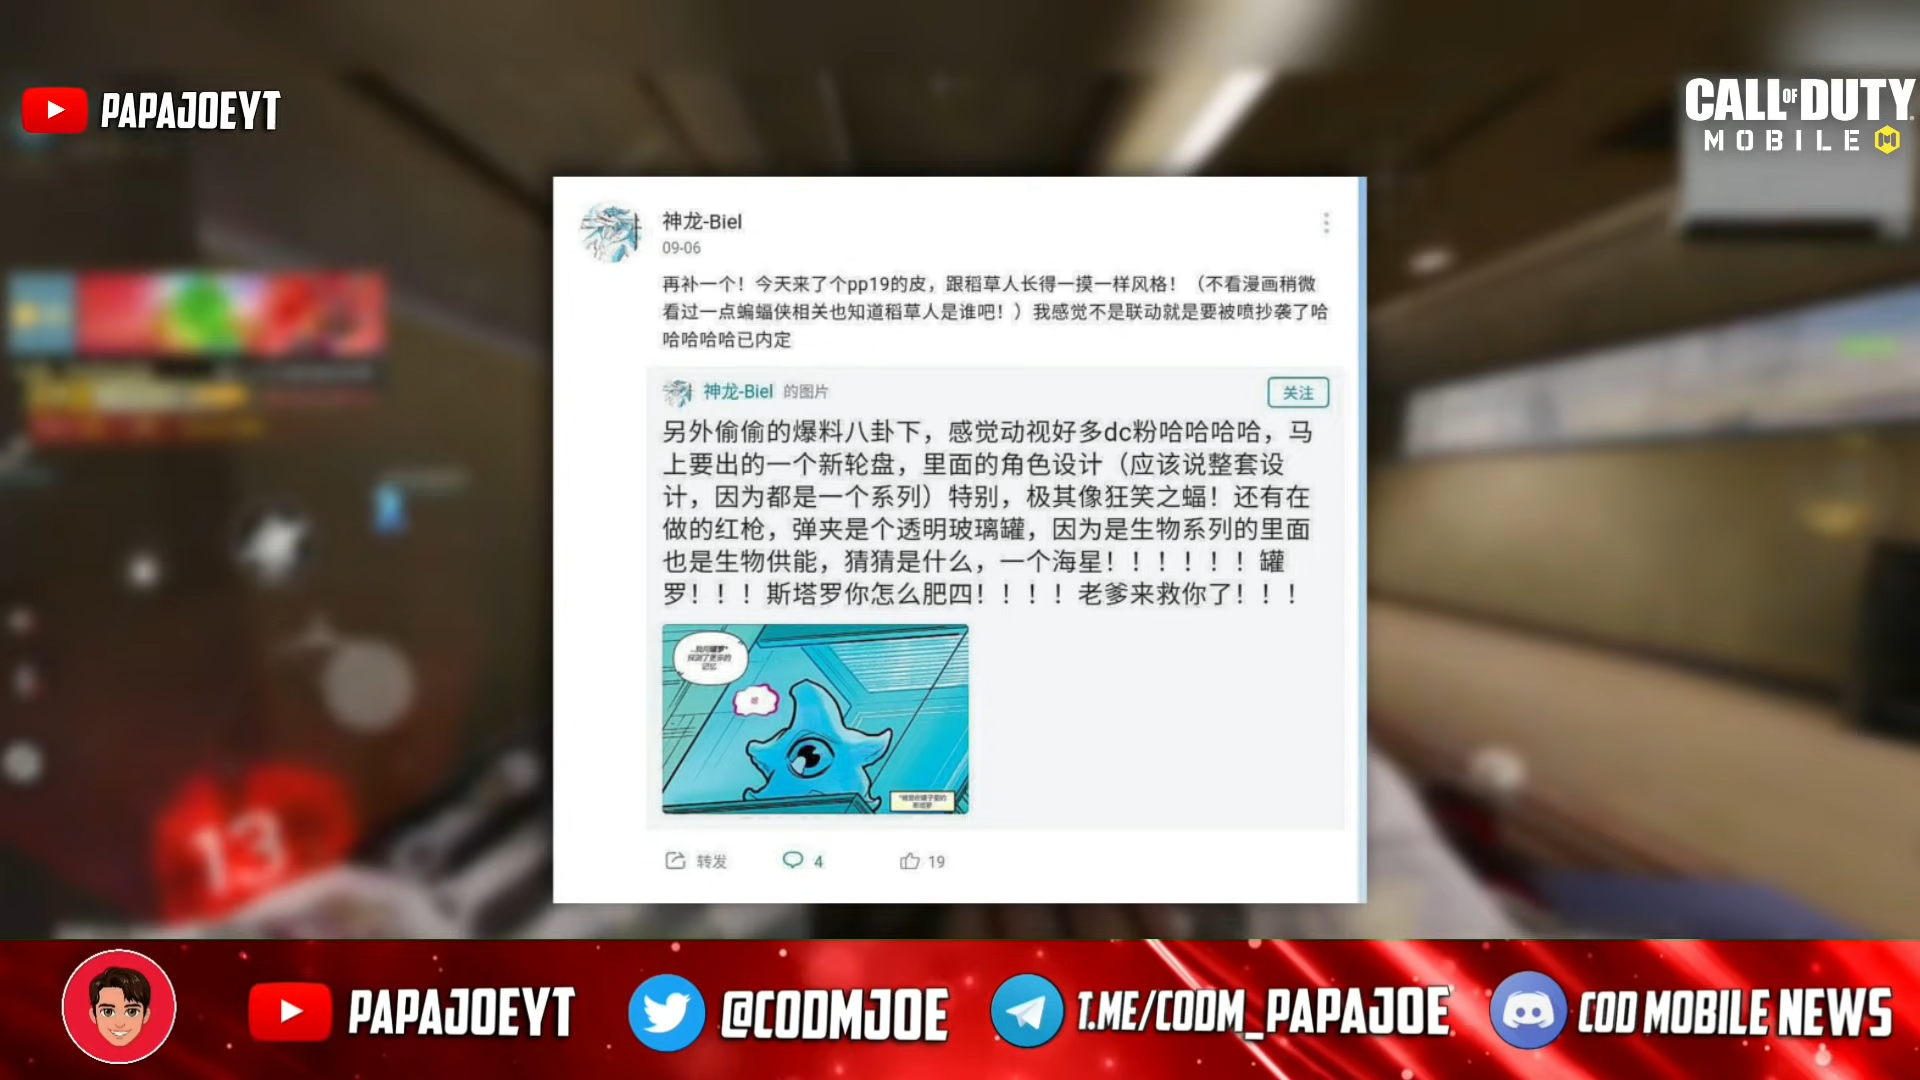 PAPAJOEYT
CALL OF DUTY
MOBILE
神龙-Biel
09-06
再补一个！今天来了个pp19的皮，跟稻草人长得一摸一样风格！（不看漫画稍微
看过一点蝙蝠侠相关也知道稻草人是谁吧！）我感觉不是联动就是要被喷抄袭了哈
哈哈哈哈已内定
神龙-Biel 的图片
关注
另外偷偷的爆料八卦下，感觉动视好多dc粉哈哈哈哈，马
上要出的一个新轮盘，里面的角色设计（应该说整套设
计，因为都是一个系列）特别，极其像狂笑之蝠！还有在
做的红枪，弹夹是个透明玻璃罐，因为是生物系列的里面
也是生物供能，猜猜是什么，一个海星！！！！！！罐
罗！！！斯塔罗你怎么肥四！！！！老爹来救你了！！！
转发
4
19
13
PAPAJOEYT
@CODMJOE
T.ME/CODM_PAPAJOE
COD MOBILE NEWS